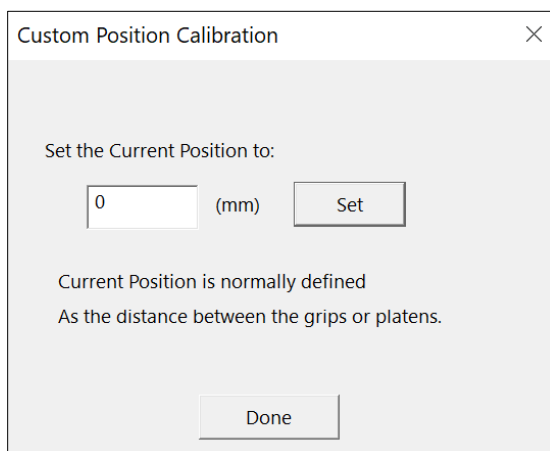 Custom Position Calibration
Set the Current Position to:
0 (mm) Set
Current Position is normally defined
As the distance between the grips or platens.
Done